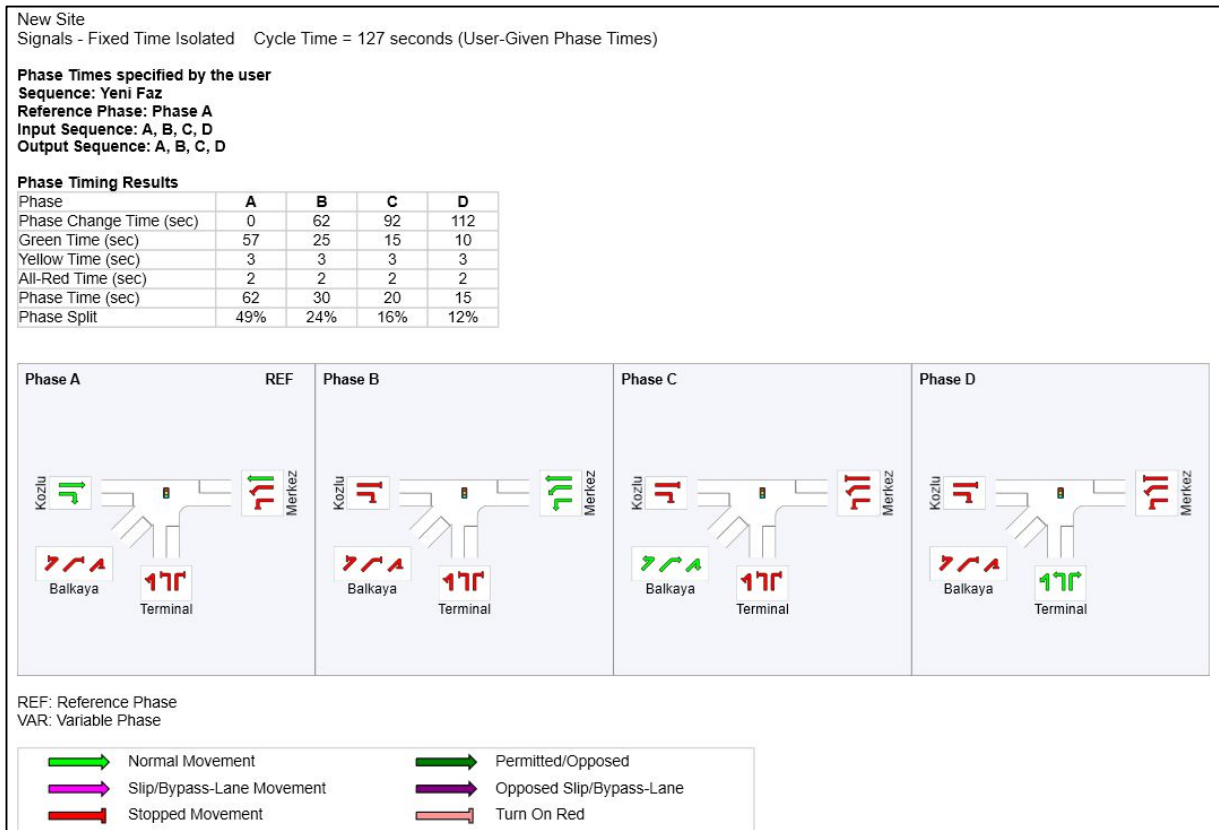 New Site
Signals - Fixed Time Isolated Cycle Time = 127 seconds (User-Given Phase Times)
Phase Times specified by the user
Sequence: Yeni Faz
Reference Phase: Phase A
Input Sequence: A, B, C, D
Output Sequence: A, B, C, D
Phase Timing Results
Phase A B C D
Phase Change Time (sec) 0 62 92 112
Green Time (sec) 57 25 15 10
Yellow Time (sec) 3 3 3 3
All-Red Time (sec) 2 2 2 2
Phase Time (sec) 62 30 20 15
Phase Split 49% 24% 16% 12%
Phase A REF
Kozlu
Merkez
Balkaya
Terminal
Phase B
Kozlu
Merkez
Balkaya
Terminal
Phase C
Kozlu
Merkez
Balkaya
Terminal
Phase D
Kozlu
Merkez
Balkaya
Terminal
REF: Reference Phase
VAR: Variable Phase
Normal Movement Permitted/Opposed
Slip/Bypass-Lane Movement Opposed Slip/Bypass-Lane
Stopped Movement Turn On Red